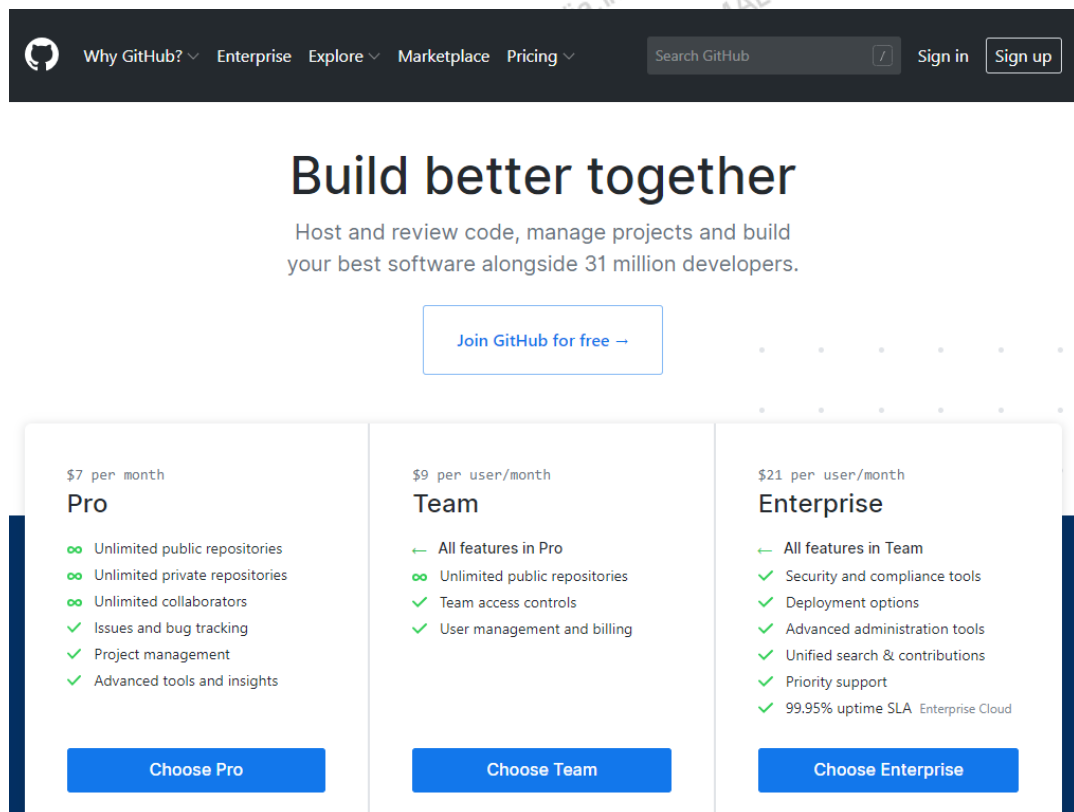 Why GitHub? Enterprise Explore Marketplace Pricing Search GitHub / Sign in Sign up
Build better together
Host and review code, manage projects and build
your best software alongside 31 million developers.
Join GitHub for free →
$7 per month
Pro
∞ Unlimited public repositories
∞ Unlimited private repositories
∞ Unlimited collaborators
✓ Issues and bug tracking
✓ Project management
✓ Advanced tools and insights
Choose Pro
$9 per user/month
Team
← All features in Pro
∞ Unlimited public repositories
✓ Team access controls
✓ User management and billing
Choose Team
$21 per user/month
Enterprise
← All features in Team
✓ Security and compliance tools
✓ Deployment options
✓ Advanced administration tools
✓ Unified search & contributions
✓ Priority support
✓ 99.95% uptime SLA Enterprise Cloud
Choose Enterprise